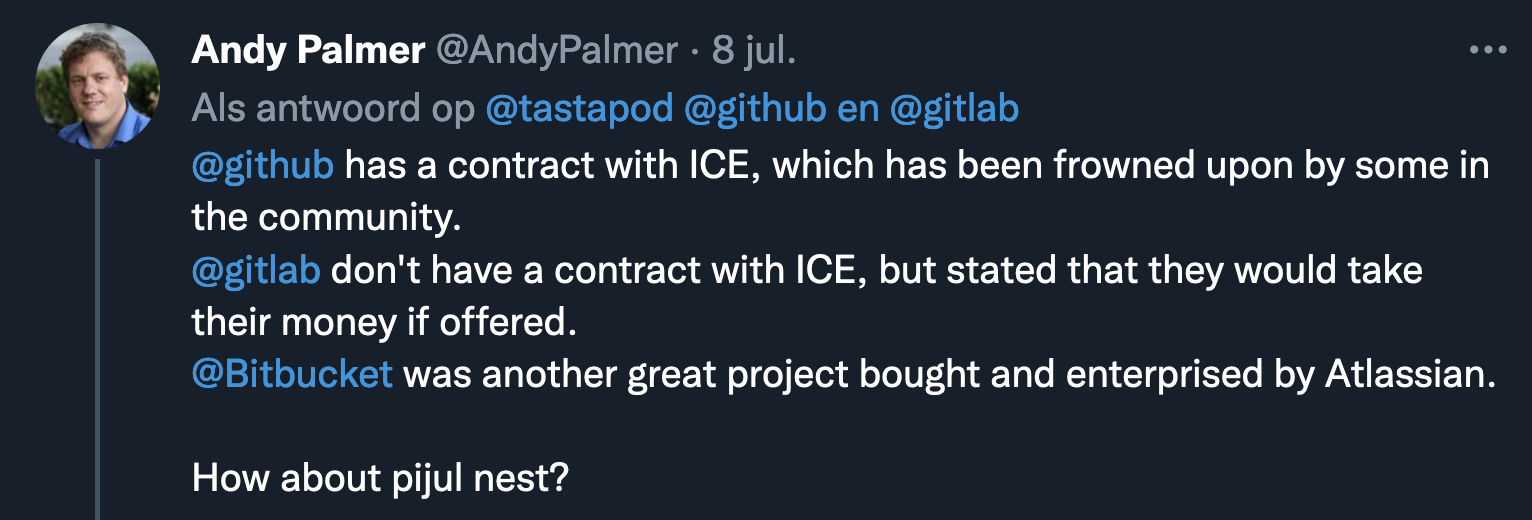 Andy Palmer @AndyPalmer · 8 jul.
Als antwoord op @tastapod @github en @gitlab
@github has a contract with ICE, which has been frowned upon by some in
the community.
@gitlab don't have a contract with ICE, but stated that they would take
their money if offered.
@Bitbucket was another great project bought and enterprised by Atlassian.
How about pijul nest?